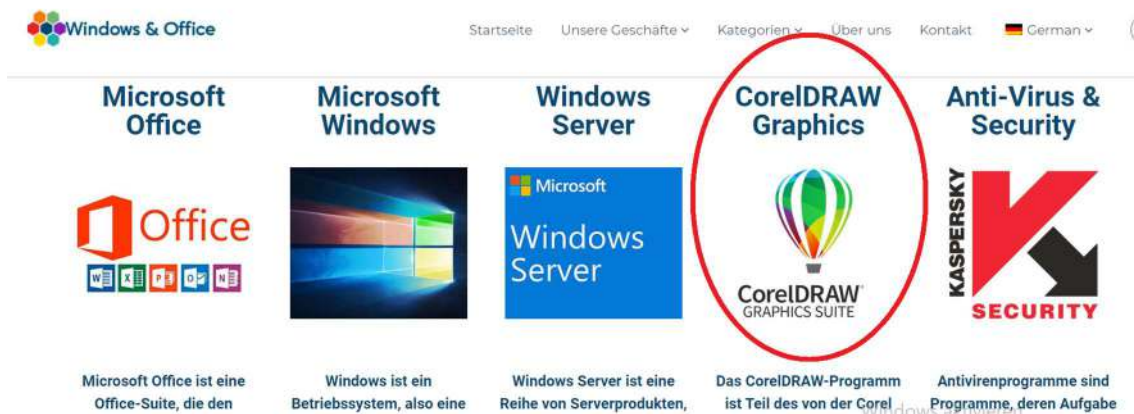 Windows & Office
Startseite Unsere Geschäfte Kategorien Über uns Kontakt German
Microsoft
Office
Microsoft
Windows
Windows
Server
CorelDRAW
Graphics
Anti-Virus &
Security
Office
Microsoft
Windows
Server
CorelDRAW
GRAPHICS SUITE
KASPERSKY
SECURITY
Microsoft Office ist eine
Office-Suite, die den
Windows ist ein
Betriebssystem, also eine
Windows Server ist eine
Reihe von Serverprodukten,
Das CorelDRAW-Programm
ist Teil des von der Corel
Antivirenprogramme sind
Programme, deren Aufgabe